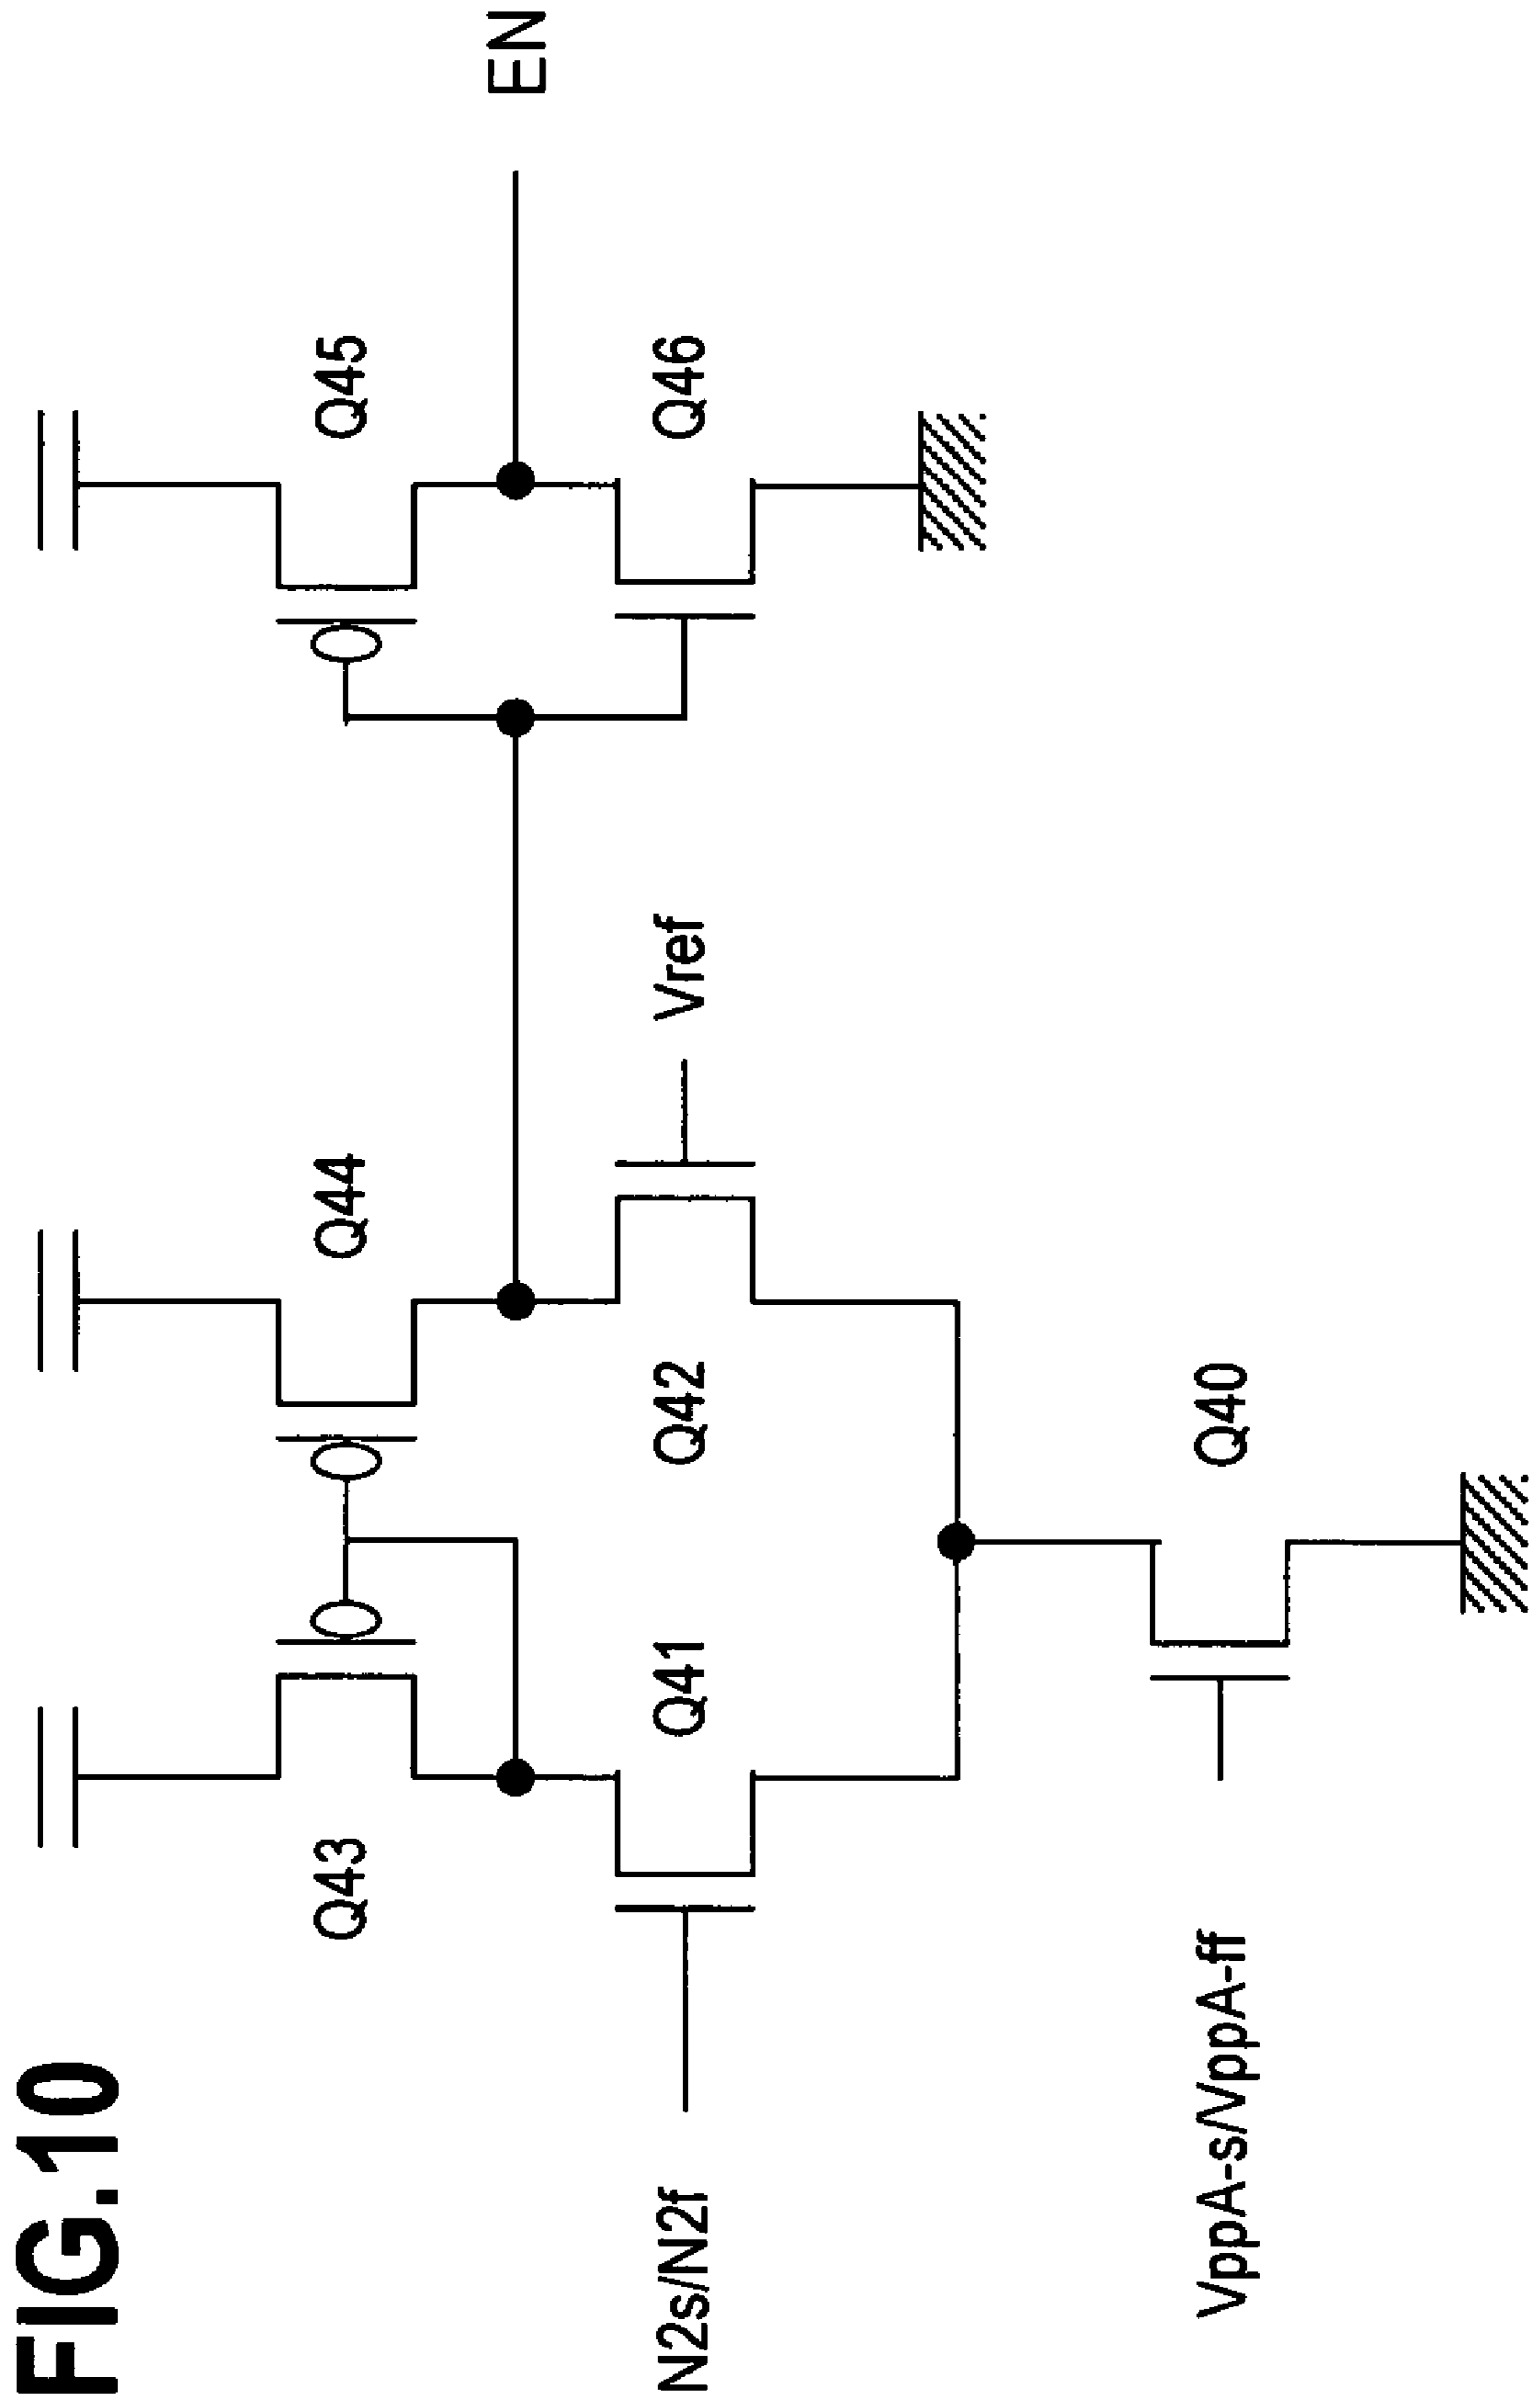 FIG.10
Q43
Q44
Q45
EN
N2s/N2f
Q41
Q42
Vref
Q46
VppA-s/VppA-ff
Q40